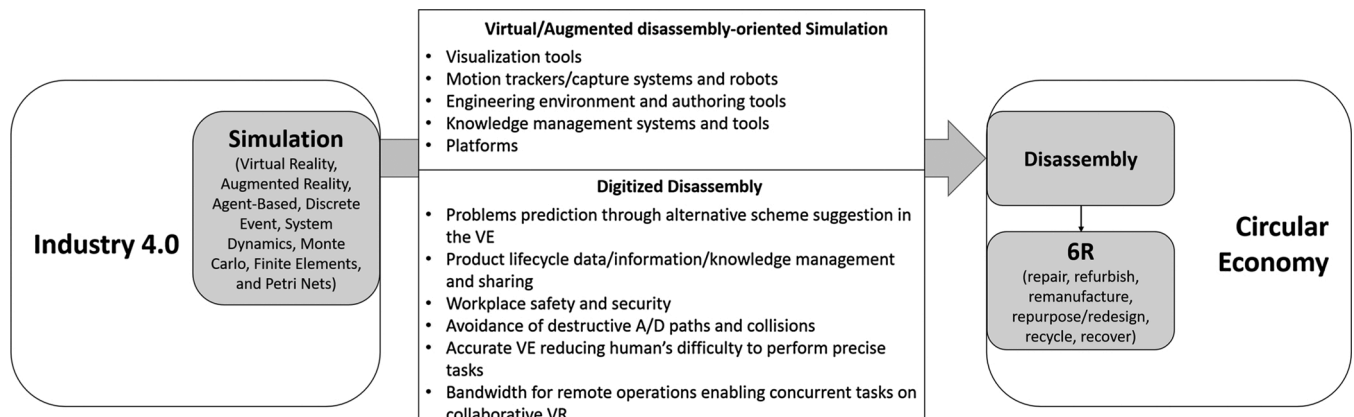 Industry 4.0
Simulation
(Virtual Reality,
Augmented Reality,
Agent-Based, Discrete
Event, System
Dynamics, Monte
Carlo, Finite Elements,
and Petri Nets)
Virtual/Augmented disassembly-oriented Simulation
• Visualization tools
• Motion trackers/capture systems and robots
• Engineering environment and authoring tools
• Knowledge management systems and tools
• Platforms
Digitized Disassembly
• Problems prediction through alternative scheme suggestion in
the VE
• Product lifecycle data/information/knowledge management
and sharing
• Workplace safety and security
• Avoidance of destructive A/D paths and collisions
• Accurate VE reducing human's difficulty to perform precise
tasks
• Bandwidth for remote operations enabling concurrent tasks on
collaborative VR
Disassembly
6R
(repair, refurbish,
remanufacture,
repurpose/redesign,
recycle, recover)
Circular
Economy